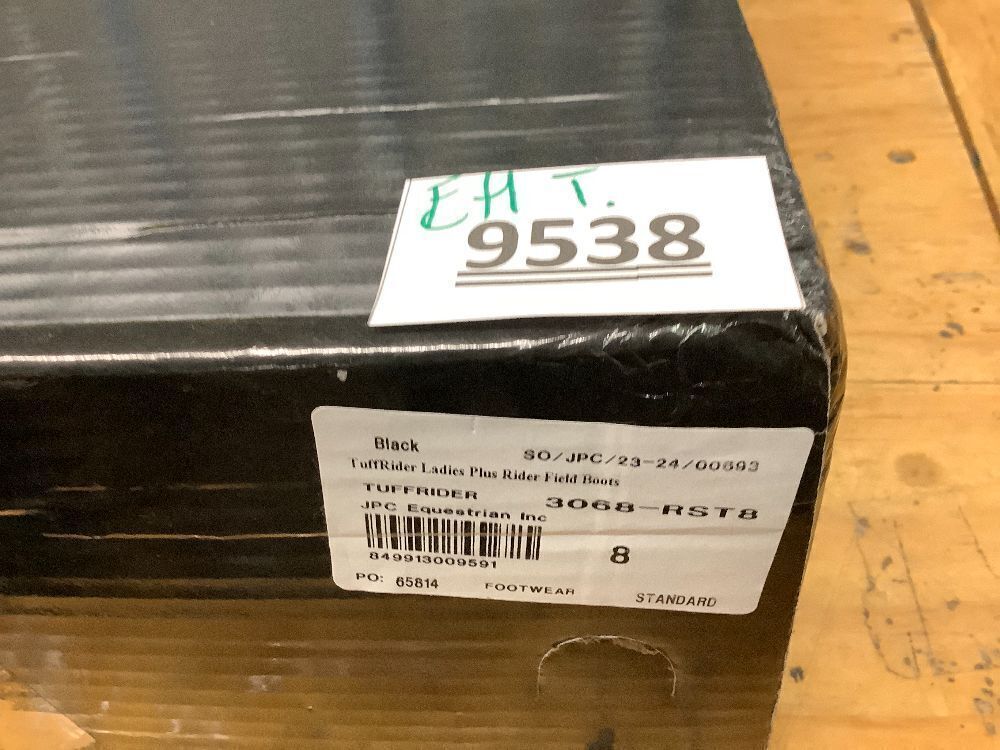 EHT.
9538
Black
SO/JPC/23-24/00693
TuffRider Ladies Plus Rider Field Boots
TUFFRIDER
3068-RST8
JPC Equestrian Inc
849913009591
8
PO: 65814
FOOTWEAR
STANDARD